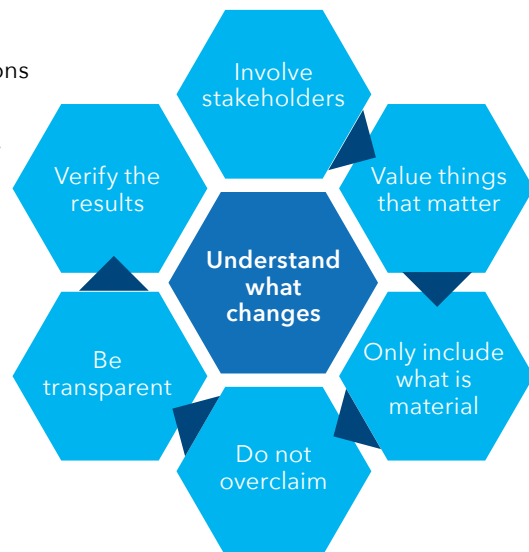 ons
Involve
stakeholders
Value things
that matter
Only include
what is
material
Do not
overclaim
Be
transparent
Verify the
results
Understand
what
changes